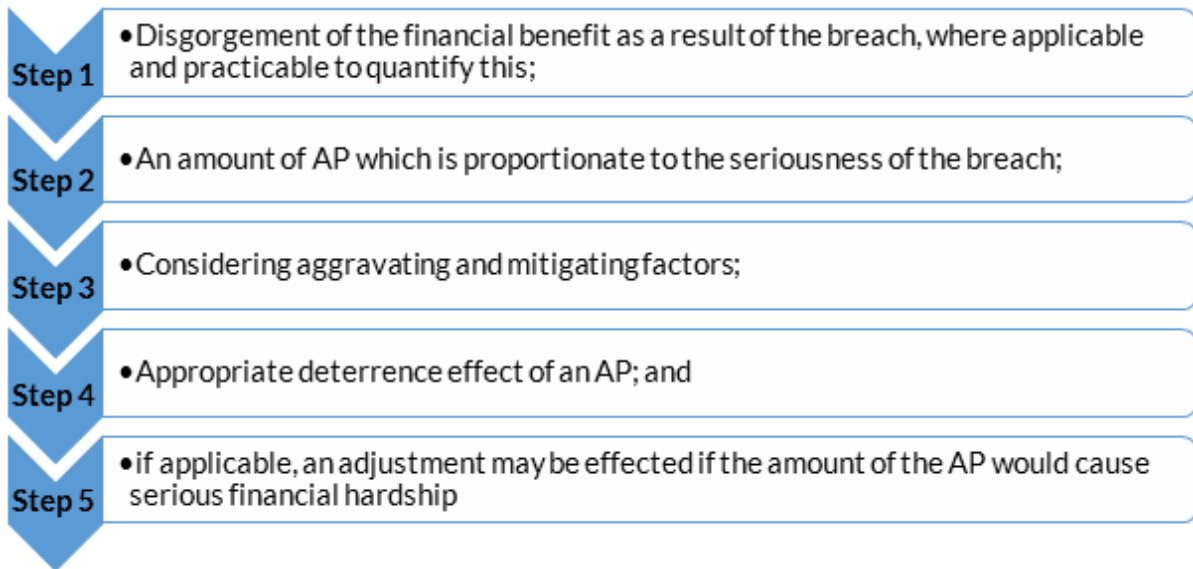 Step 1
•Disgorgement of the financial benefit as a result of the breach, where applicable
and practicable to quantify this;
Step 2
•An amount of AP which is proportionate to the seriousness of the breach;
Step 3
•Considering aggravating and mitigating factors;
Step 4
•Appropriate deterrence effect of an AP; and
Step 5
•if applicable, an adjustment may be effected if the amount of the AP would cause
serious financial hardship